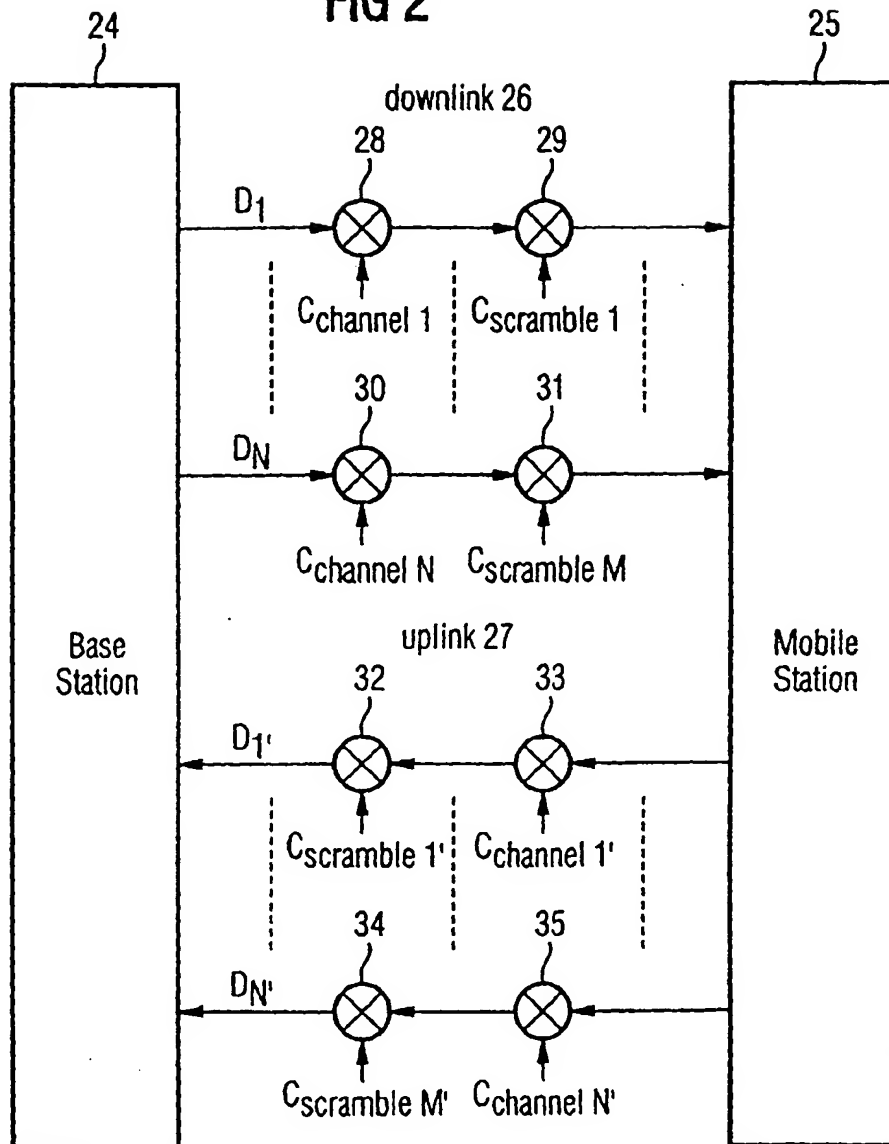 FIG 2
24 25
downlink 26
28 29
D1
Cchannel 1 Cscramble 1
30 31
DN
Cchannel N Cscramble M
Base Station
Mobile Station
uplink 27
32 33
D1'
Cscramble 1' Cchannel 1'
34 35
DN'
Cscramble M' Cchannel N'